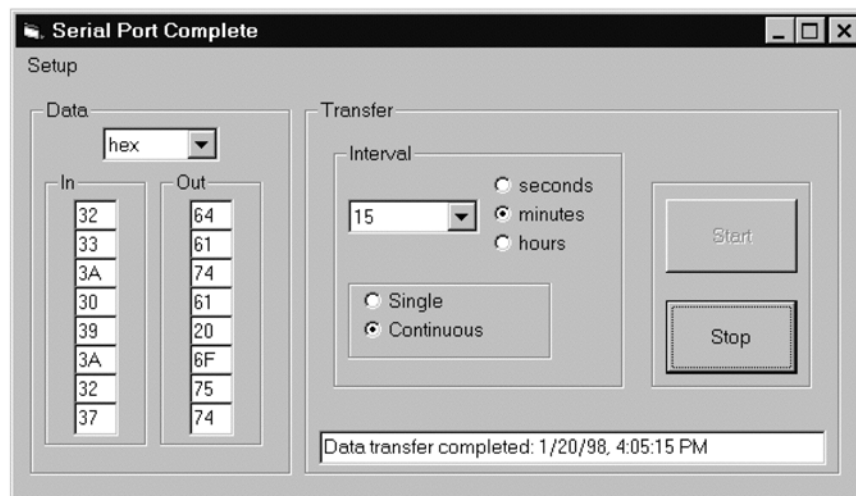 Serial Port Complete
Setup
Data
hex
In
Out
32
64
33
61
3A
74
30
61
39
20
3A
6F
32
75
37
74
Transfer
Interval
15
seconds
minutes
hours
Single
Continuous
Start
Stop
Data transfer completed: 1/20/98, 4:05:15 PM